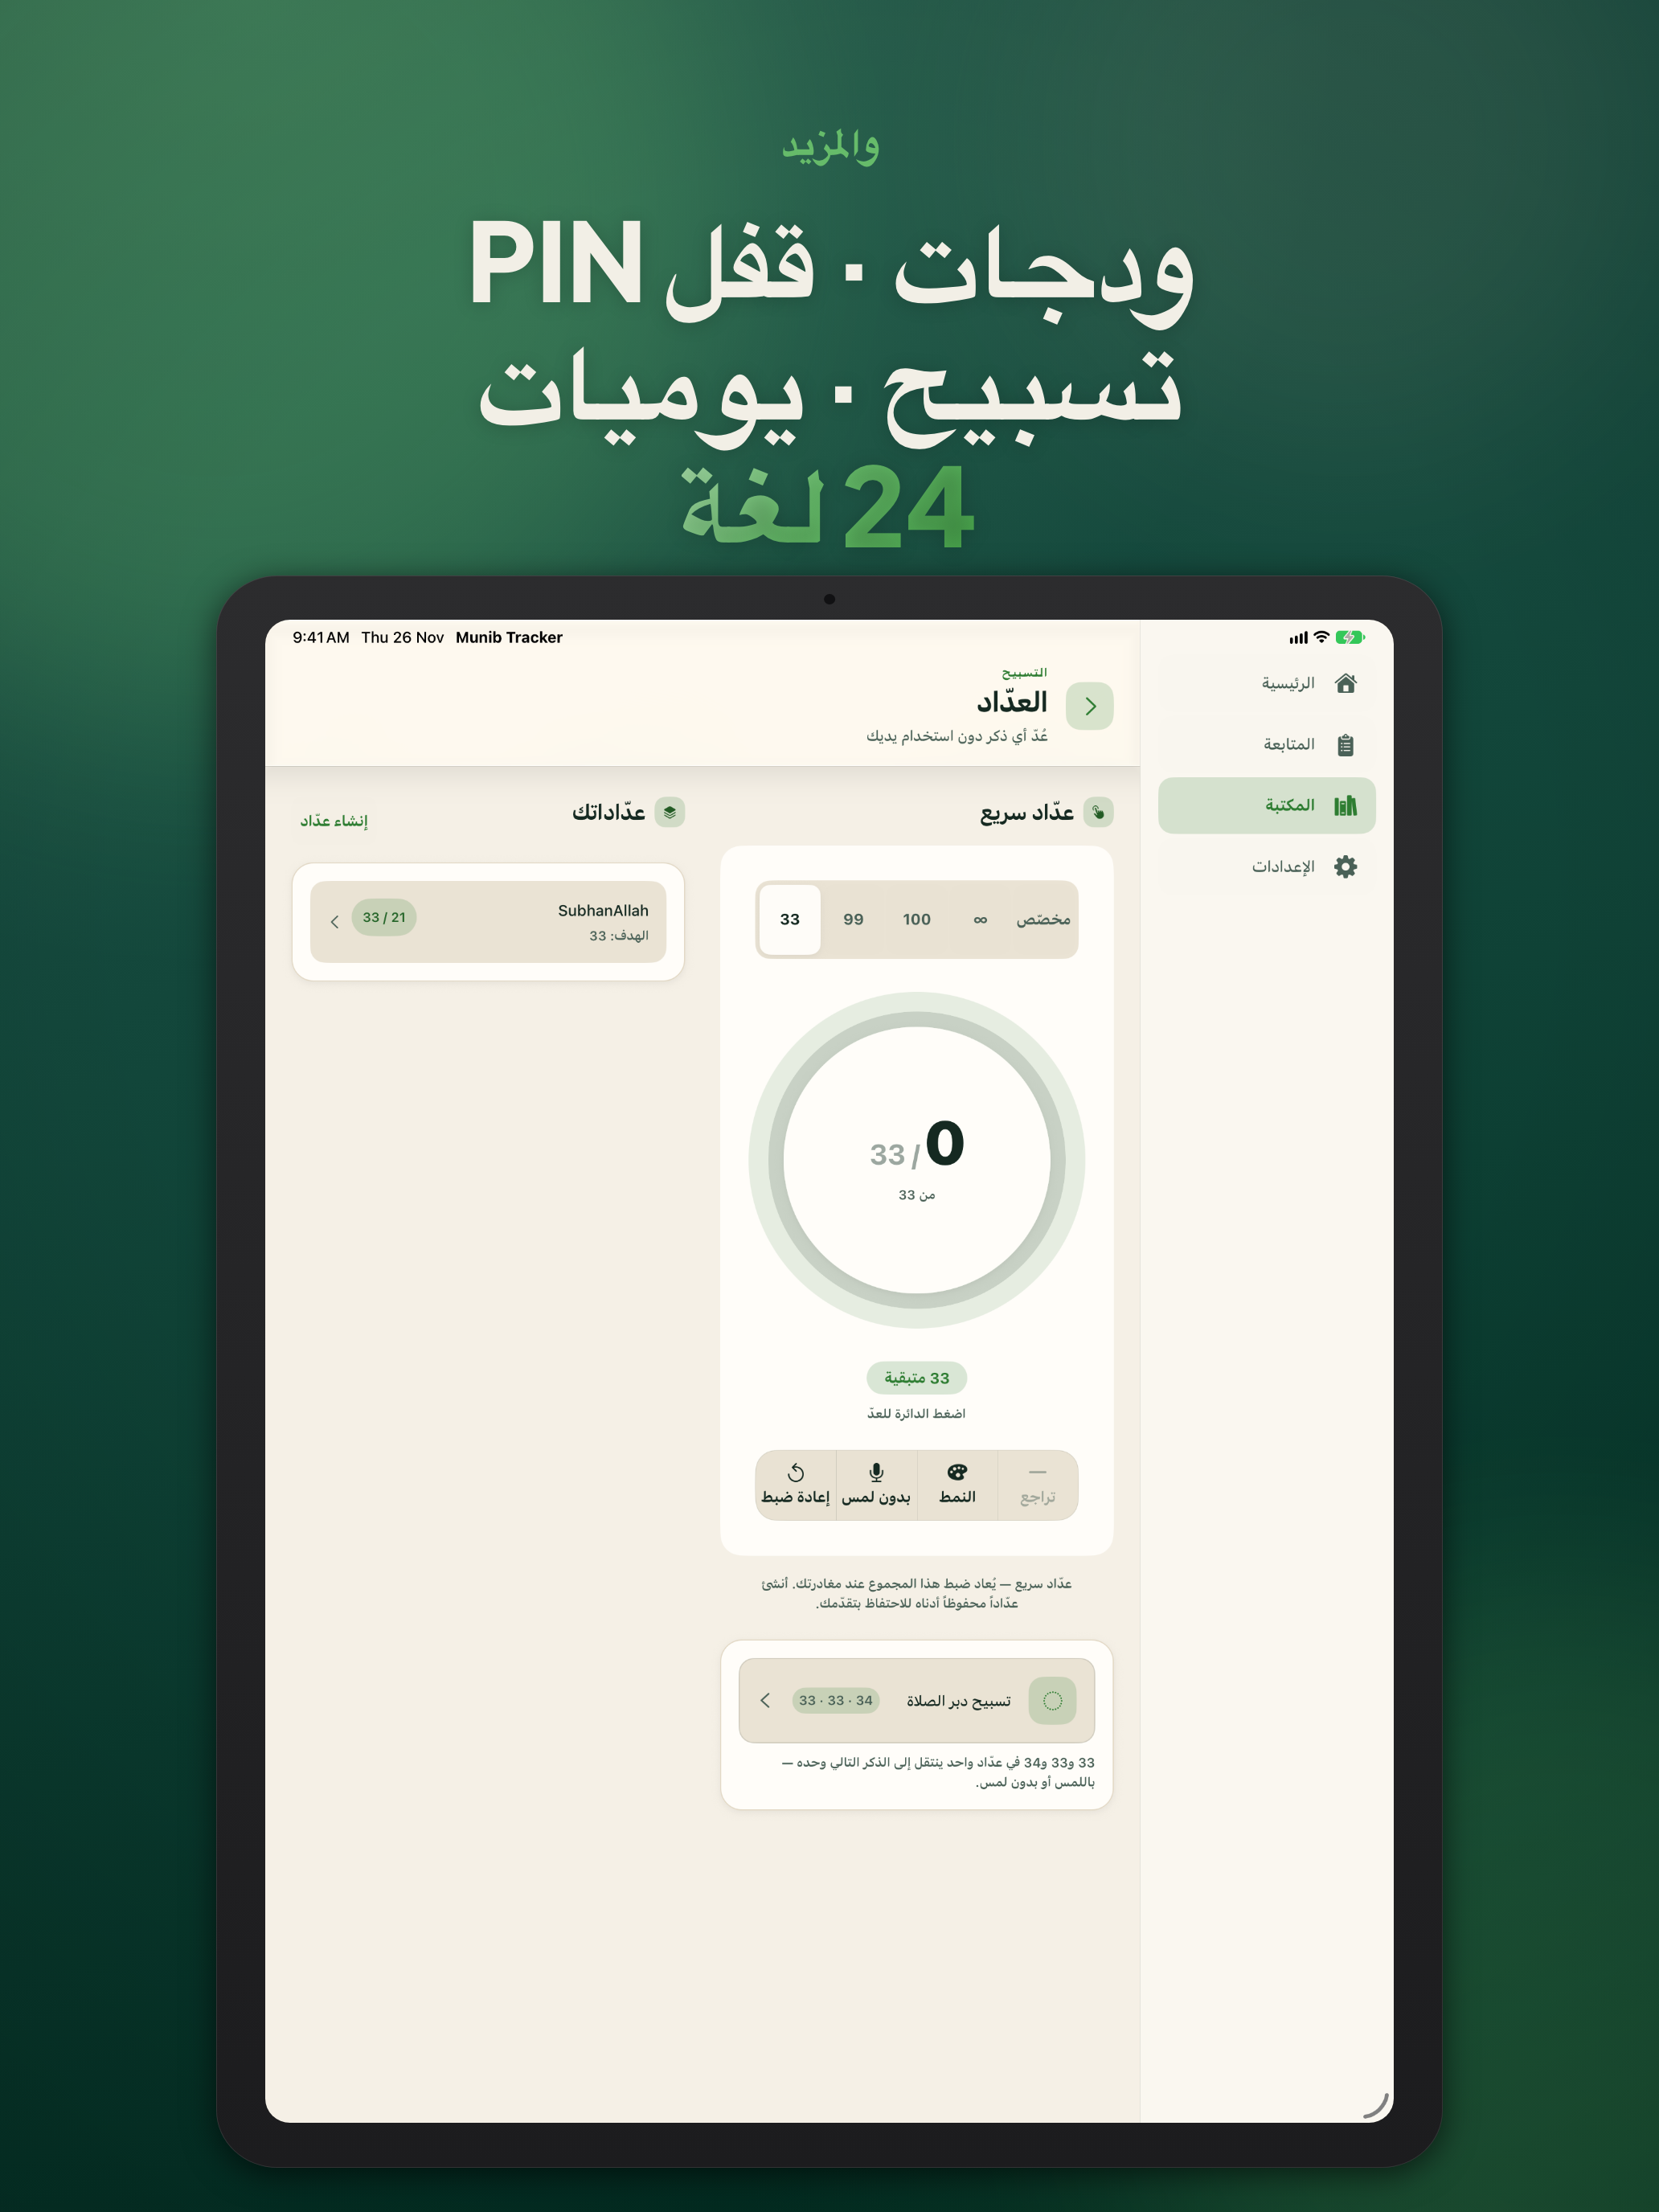 والمزيد
ودجات · قفل PIN
تسبيح · يوميات
24 لغة
9:41 AM Thu 26 Nov Munib Tracker
الرئيسية
المتابعة
المكتبة
الإعدادات
التسبيح
العدّاد
عُدّ أي ذكر دون استخدام يديك
عدّاد سريع
مخصّص ∞ 100 99 33
0 / 33
من 33
33 متبقية
اضغط الدائرة للعدّ
تراجع
النمط
بدون لمس
إعادة ضبط
عدّاد سريع — يُعاد ضبط هذا المجموع عند مغادرتك. أنشئ
عدّاداً محفوظاً أدناه للاحتفاظ بتقدّمك.
تسبيح دبر الصلاة
33 · 33 · 34
33 و33 و34 في عدّاد واحد ينتقل إلى الذكر التالي وحده —
باللمس أو بدون لمس.
عدّاداتك
إنشاء عدّاد
SubhanAllah
الهدف: 33
33 / 21